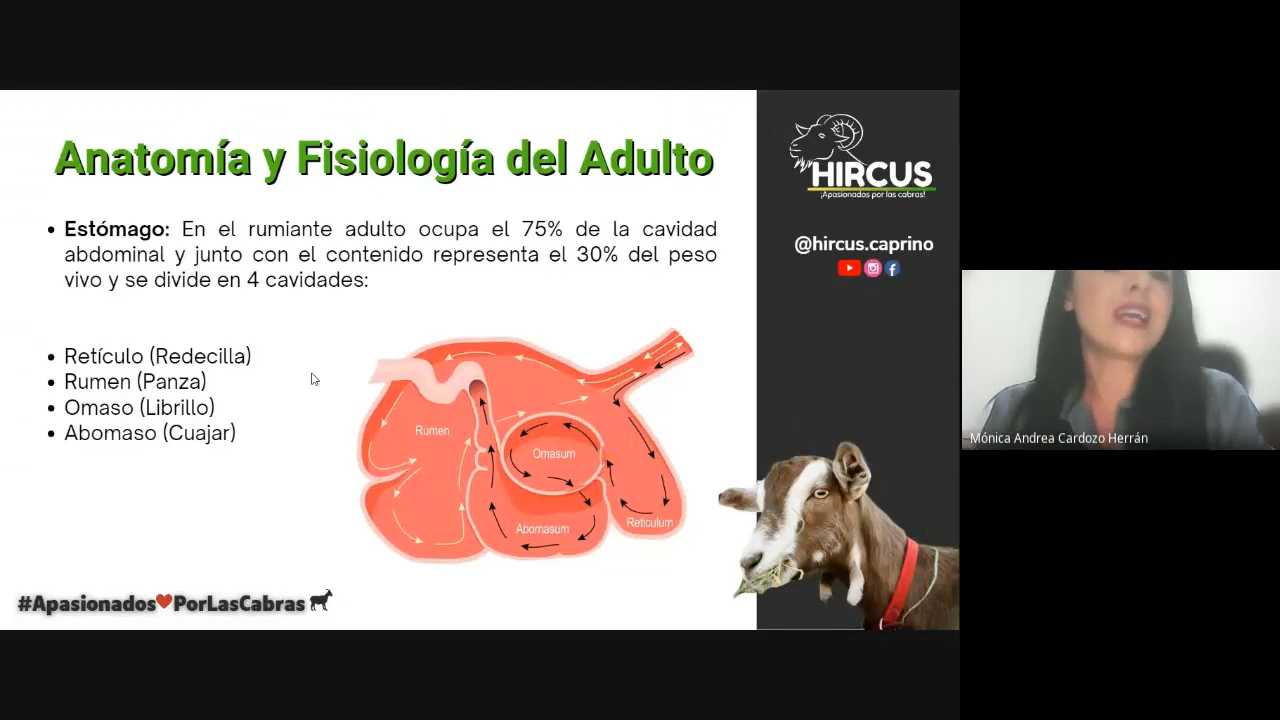 Anatomía y Fisiología del Adulto
• Estómago: En el rumiante adulto ocupa el 75% de la cavidad
abdominal y junto con el contenido representa el 30% del peso
vivo y se divide en 4 cavidades:
• Retículo (Redecilla)
• Rumen (Panza)
• Omaso (Librillo)
• Abomaso (Cuajar)
Rumen
Omasum
Abomasum
Reticulum
#Apasionados❤PorLasCabras
HIRCUS
¡Apasionados por las cabras!
@hircus.caprino
Mónica Andrea Cardozo Herrán